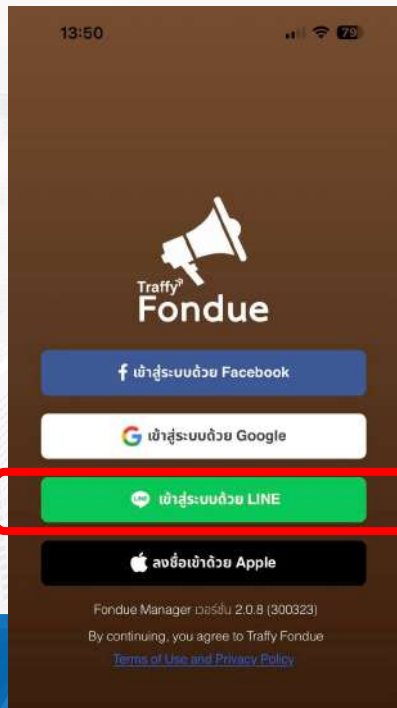 13:50
79
Traffy
Fondue
เข้าสู่ระบบด้วย Facebook
เข้าสู่ระบบด้วย Google
LINE เข้าสู่ระบบด้วย LINE
ลงชื่อเข้าด้วย Apple
Fondue Manager เวอร์ชั่น 2.0.8 (300323)
By continuing, you agree to Traffy Fondue
Terms of Use and Privacy Policy